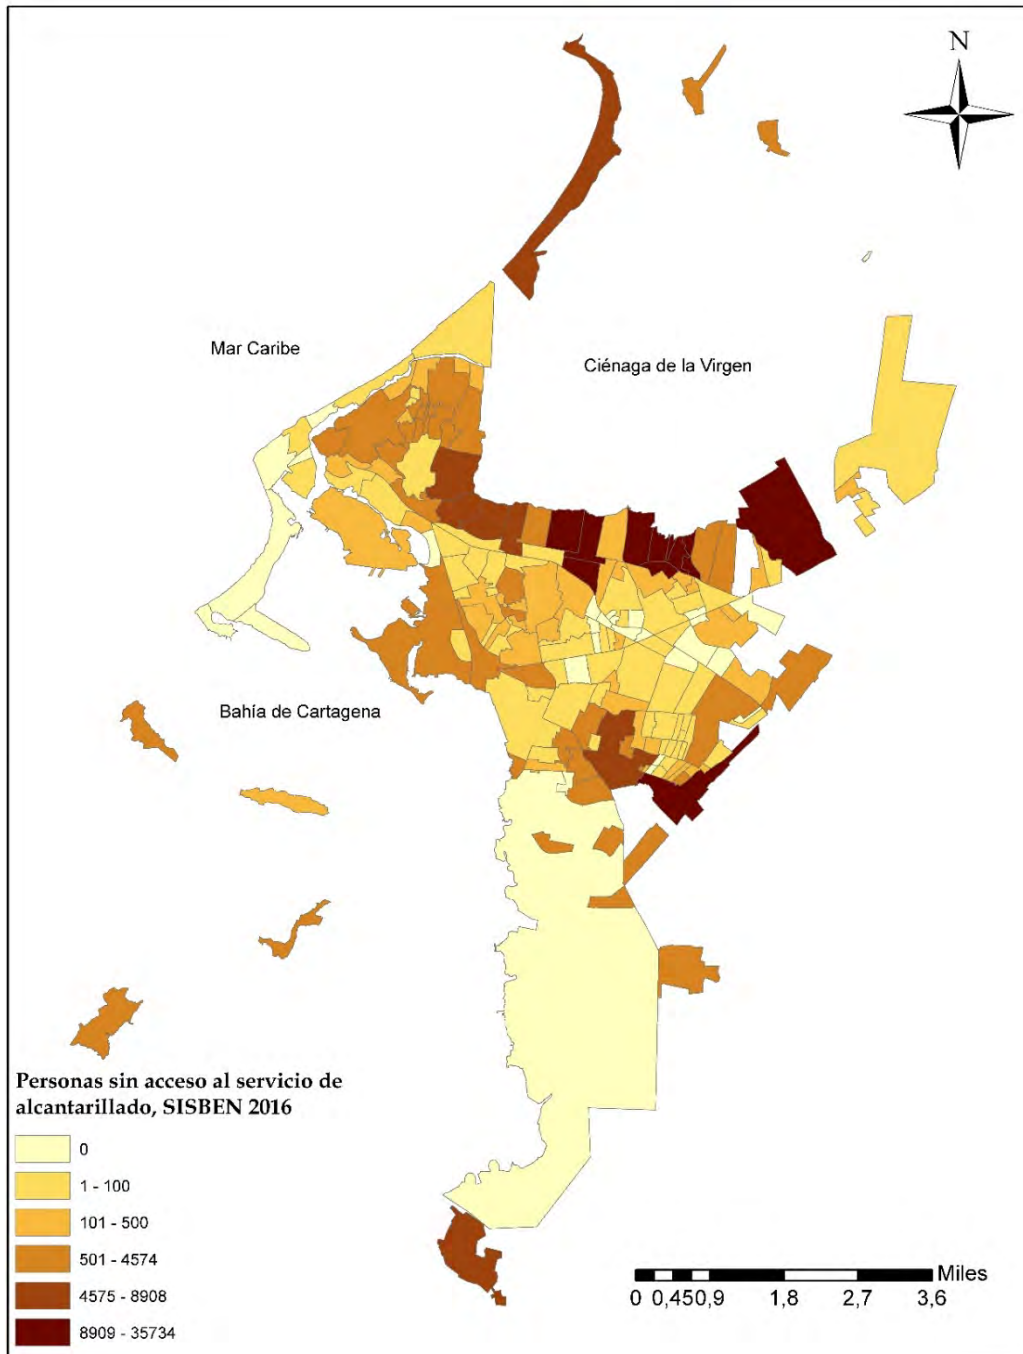 N
Mar Caribe
Ciénaga de la Virgen
Bahía de Cartagena
Personas sin acceso al servicio de
alcantarillado, SISBEN 2016
0
1 - 100
101 - 500
501 - 4574
4575 - 8908
8909 - 35734
Miles
0 0,45 0,9 1,8 2,7 3,6